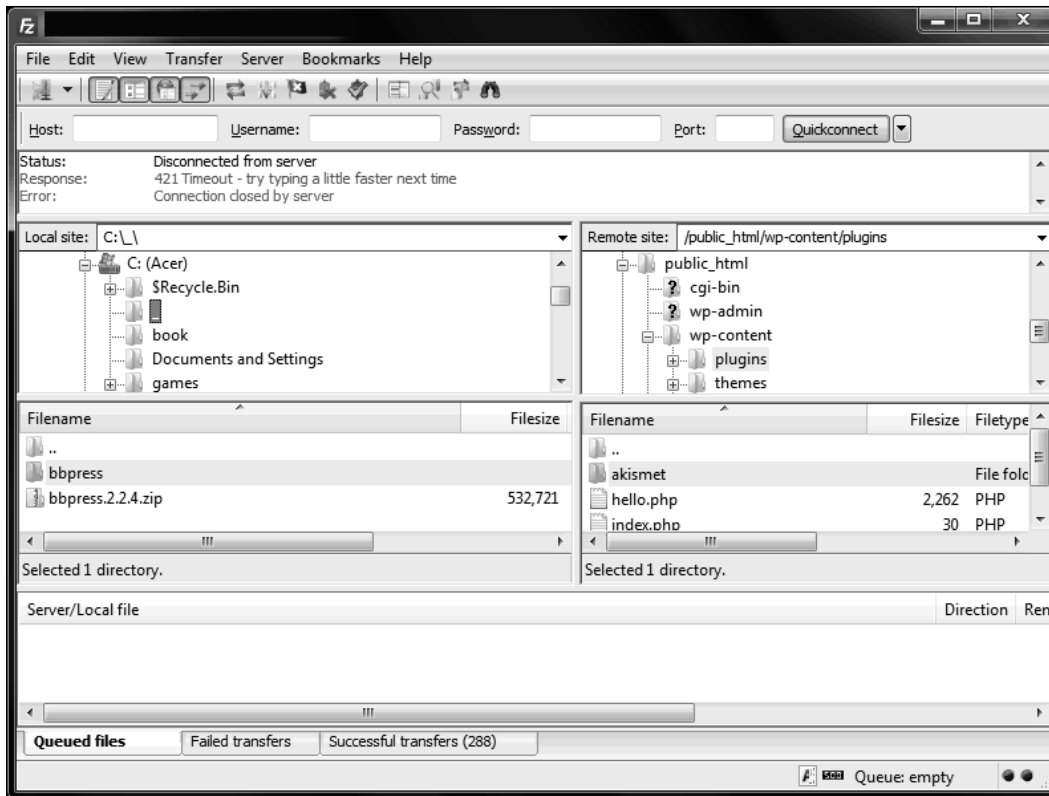 Fz
File Edit View Transfer Server Bookmarks Help
Host: Username: Password: Port: Quickconnect
Status: Disconnected from server
Response: 421 Timeout - try typing a little faster next time
Error: Connection closed by server
Local site: C:\_\
C: (Acer)
$Recycle.Bin
_
book
Documents and Settings
games
Remote site: /public_html/wp-content/plugins
public_html
? cgi-bin
? wp-admin
wp-content
plugins
themes
Filename Filesize
..
bbpress
bbpress.2.2.4.zip 532,721
Selected 1 directory.
Filename Filesize Filetype
..
akismet File fold
hello.php 2,262 PHP
index.php 30 PHP
Selected 1 directory.
Server/Local file Direction Ren
Queued files Failed transfers Successful transfers (288)
Queue: empty